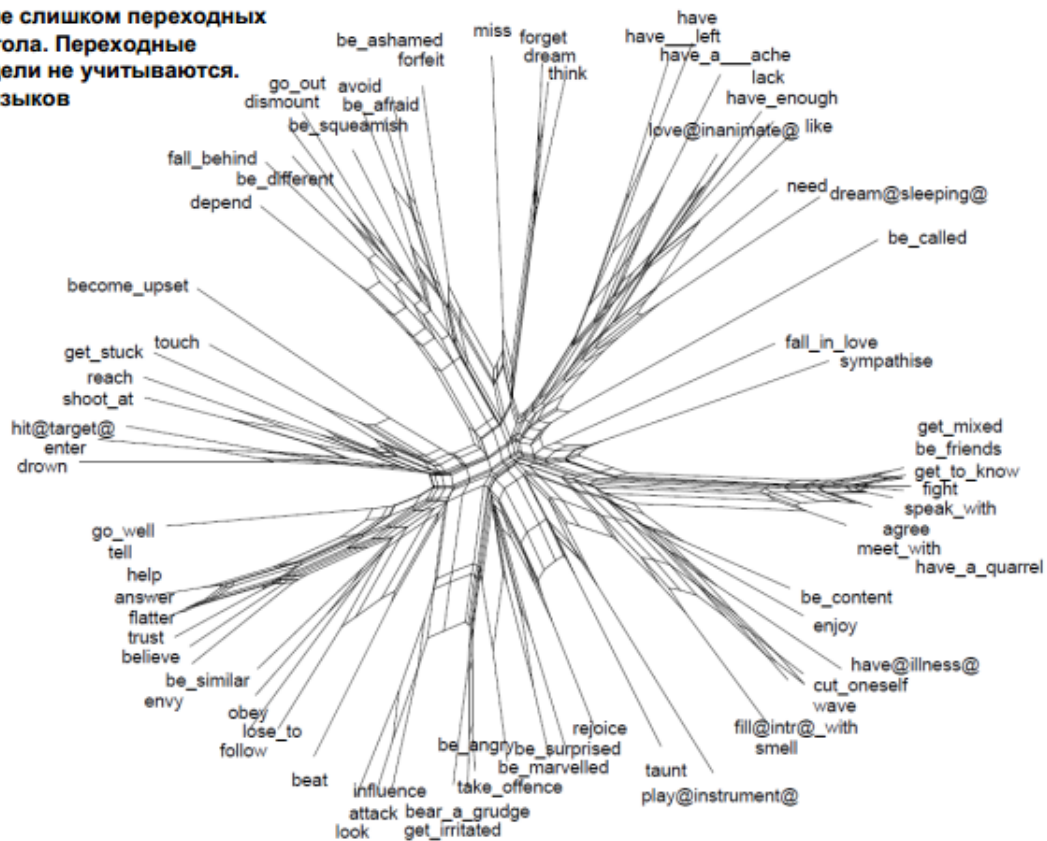 е слишком переходных
гола. Переходные
дели не учитываются.
зыков
have
miss
forget
have___left
be_ashamed
dream
have_a___ache
forfeit
think
lack
go_out
avoid
have_enough
dismount
be_afraid
be_squeamish
love@inanimate@
like
fall_behind
be_different
need
dream@sleeping@
depend
be_called
become_upset
touch
fall_in_love
get_stuck
sympathise
reach
shoot_at
hit@target@
get_mixed
enter
be_friends
drown
get_to_know
fight
speak_with
go_well
agree
tell
meet_with
help
have_a_quarrel
answer
be_content
flatter
enjoy
trust
believe
have@illness@
be_similar
cut_oneself
envy
wave
obey
fill@intr@_with
lose_to
rejoice
follow
be_angry
be_surprised
smell
be_marvelled
beat
taunt
influence
take_offence
play@instrument@
attack
bear_a_grudge
look
get_irritated